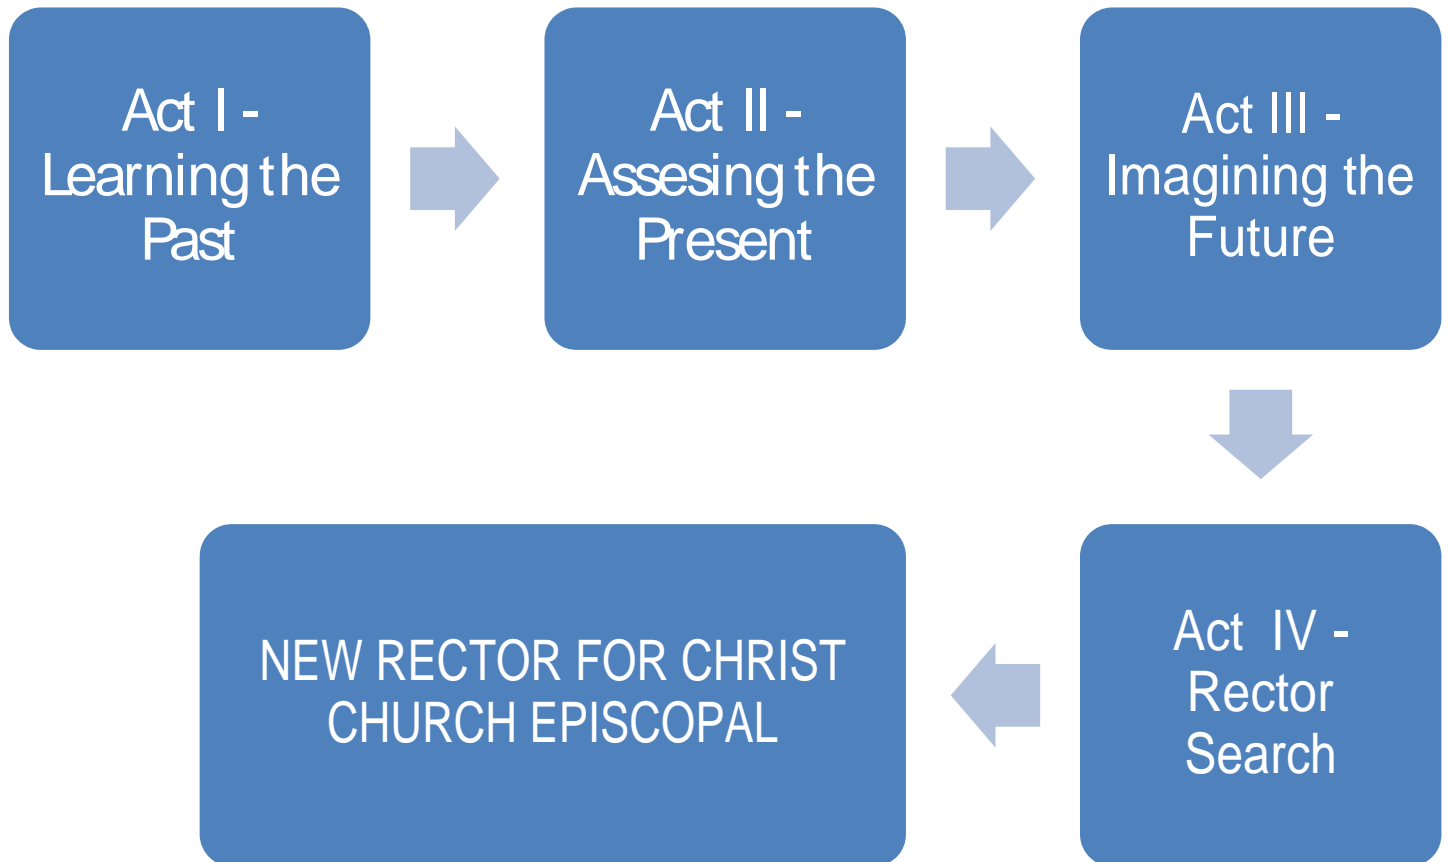 Act I -
Learning the
Past
Act II -
Assesing the
Present
Act III -
Imagining the
Future
Act IV -
Rector
Search
NEW RECTOR FOR CHRIST
CHURCH EPISCOPAL